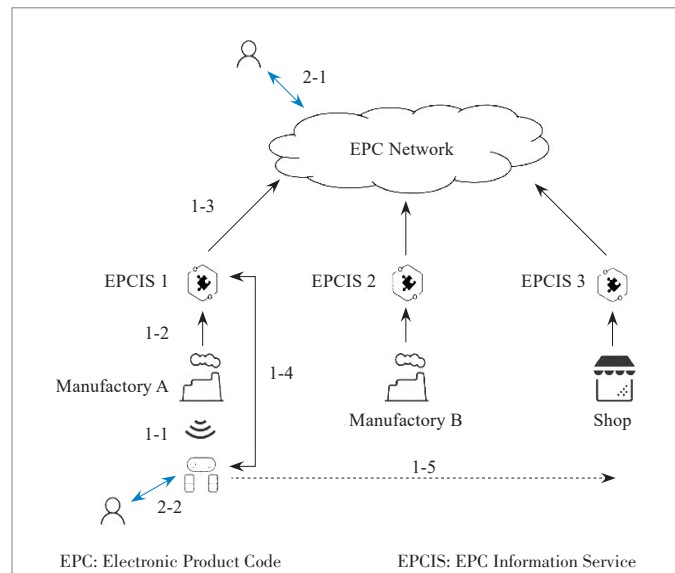 2-1
EPC Network
1-3
EPCIS 1
EPCIS 2
EPCIS 3
1-2
1-4
Manufactory A
Manufactory B
Shop
1-1
1-5
2-2
EPC: Electronic Product Code
EPCIS: EPC Information Service